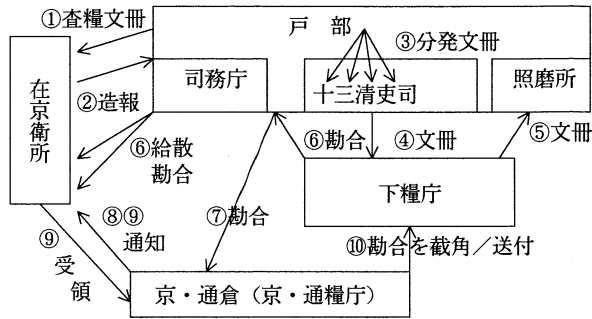 ①査糧文冊
戸 部
③分発文冊
在京衛所
②造報
司務庁
十三清吏司
照磨所
⑥給散
勘合
⑥勘合
④文冊
⑤文冊
⑧⑨
通知
⑦勘合
下糧庁
⑨受領
⑩勘合を截角／送付
京・通倉（京・通糧庁）